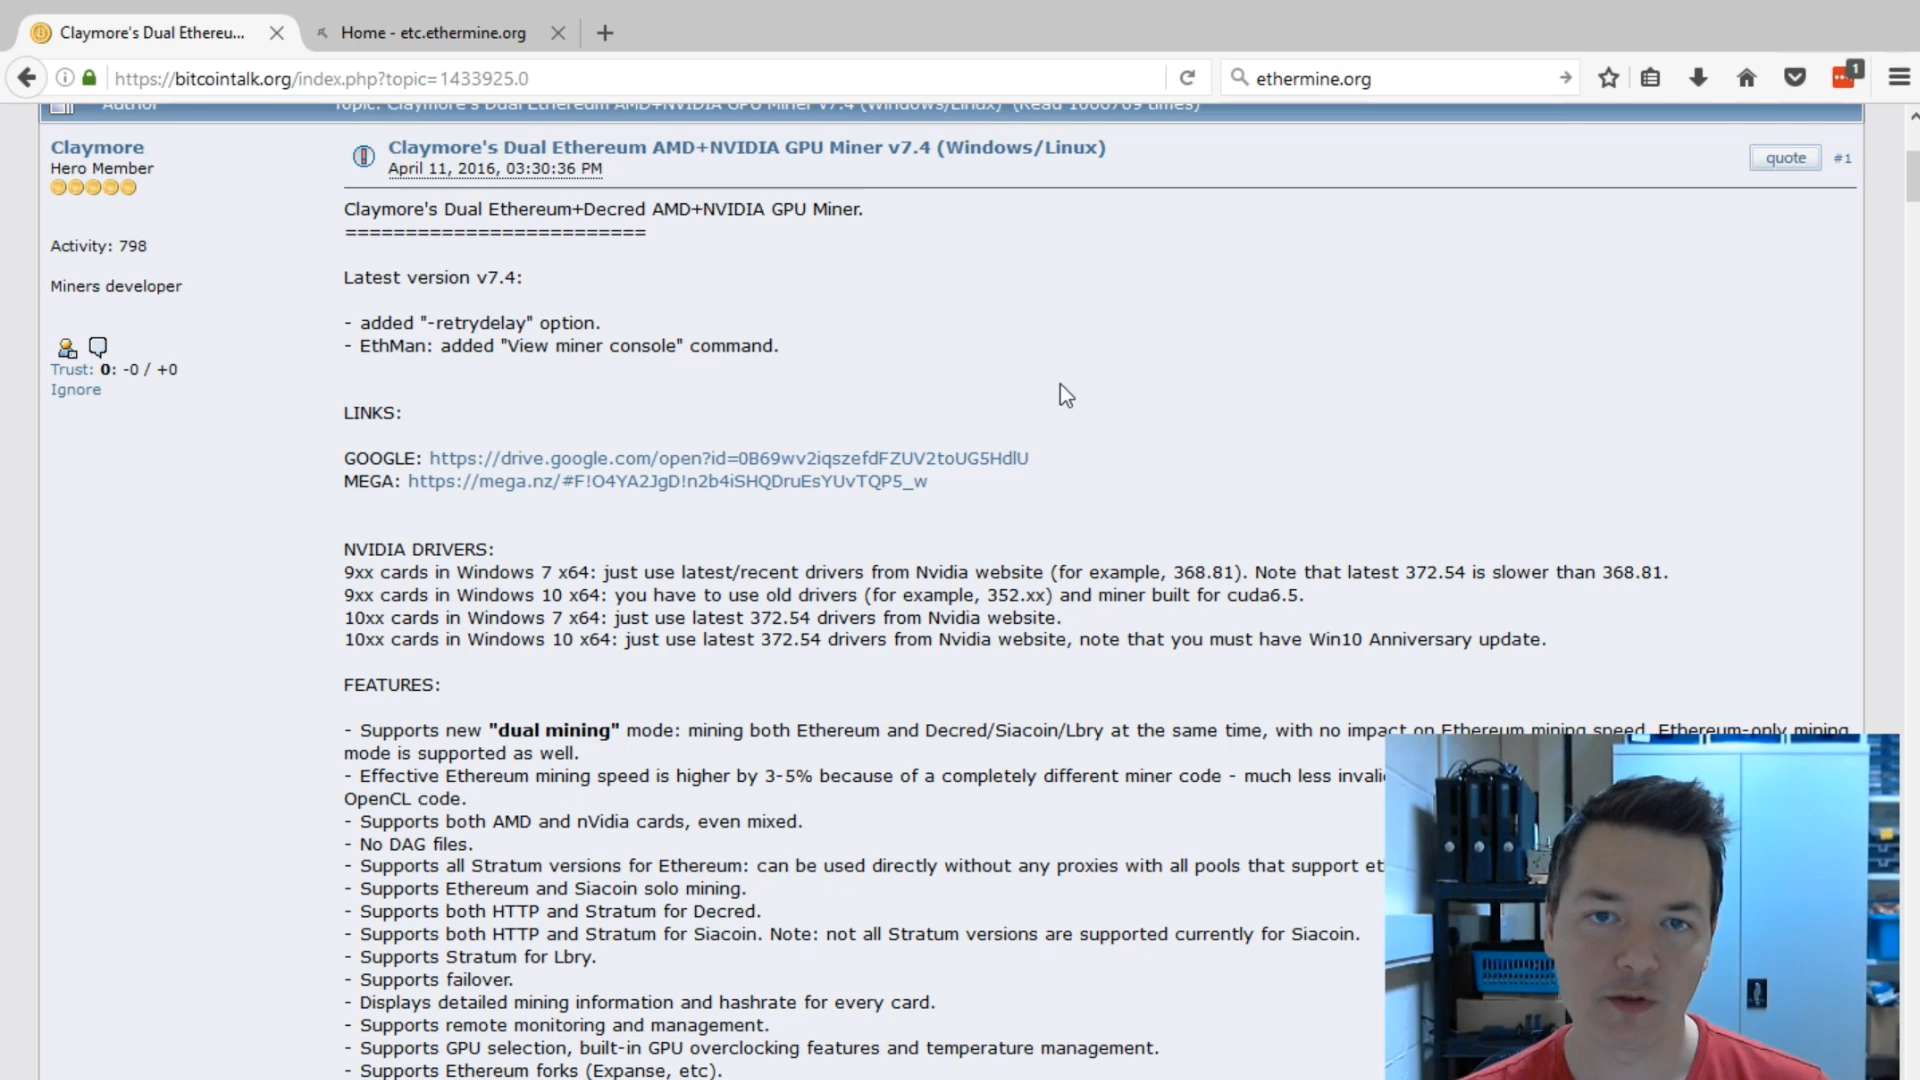 Claymore's Dual Ethereu...
Home - etc.ethermine.org
https://bitcointalk.org/index.php?topic=1433925.0
ethermine.org
1
Author
Topic: Claymore's Dual Ethereum AMD+NVIDIA GPU Miner v7.4 (Windows/Linux) (Read 1060769 times)
Claymore
Hero Member
Activity: 798
Miners developer
Trust: 0: -0 / +0
Ignore
Claymore's Dual Ethereum AMD+NVIDIA GPU Miner v7.4 (Windows/Linux)
April 11, 2016, 03:30:36 PM
quote
#1
Claymore's Dual Ethereum+Decred AMD+NVIDIA GPU Miner.
=========================
Latest version v7.4:
- added "-retrydelay" option.
- EthMan: added "View miner console" command.
LINKS:
GOOGLE: https://drive.google.com/open?id=0B69wv2iqszefdFZUV2toUG5HdlU
MEGA: https://mega.nz/#F!O4YA2JgD!n2b4iSHQDruEsYUvTQP5_w
NVIDIA DRIVERS:
9xx cards in Windows 7 x64: just use latest/recent drivers from Nvidia website (for example, 368.81). Note that latest 372.54 is slower than 368.81.
9xx cards in Windows 10 x64: you have to use old drivers (for example, 352.xx) and miner built for cuda6.5.
10xx cards in Windows 7 x64: just use latest 372.54 drivers from Nvidia website.
10xx cards in Windows 10 x64: just use latest 372.54 drivers from Nvidia website, note that you must have Win10 Anniversary update.
FEATURES:
- Supports new "dual mining" mode: mining both Ethereum and Decred/Siacoin/Lbry at the same time, with no impact on Ethereum mining speed. Ethereum-only mining
mode is supported as well.
- Effective Ethereum mining speed is higher by 3-5% because of a completely different miner code - much less invali
OpenCL code.
- Supports both AMD and nVidia cards, even mixed.
- No DAG files.
- Supports all Stratum versions for Ethereum: can be used directly without any proxies with all pools that support et
- Supports Ethereum and Siacoin solo mining.
- Supports both HTTP and Stratum for Decred.
- Supports both HTTP and Stratum for Siacoin. Note: not all Stratum versions are supported currently for Siacoin.
- Supports Stratum for Lbry.
- Supports failover.
- Displays detailed mining information and hashrate for every card.
- Supports remote monitoring and management.
- Supports GPU selection, built-in GPU overclocking features and temperature management.
- Supports Ethereum forks (Expanse, etc).